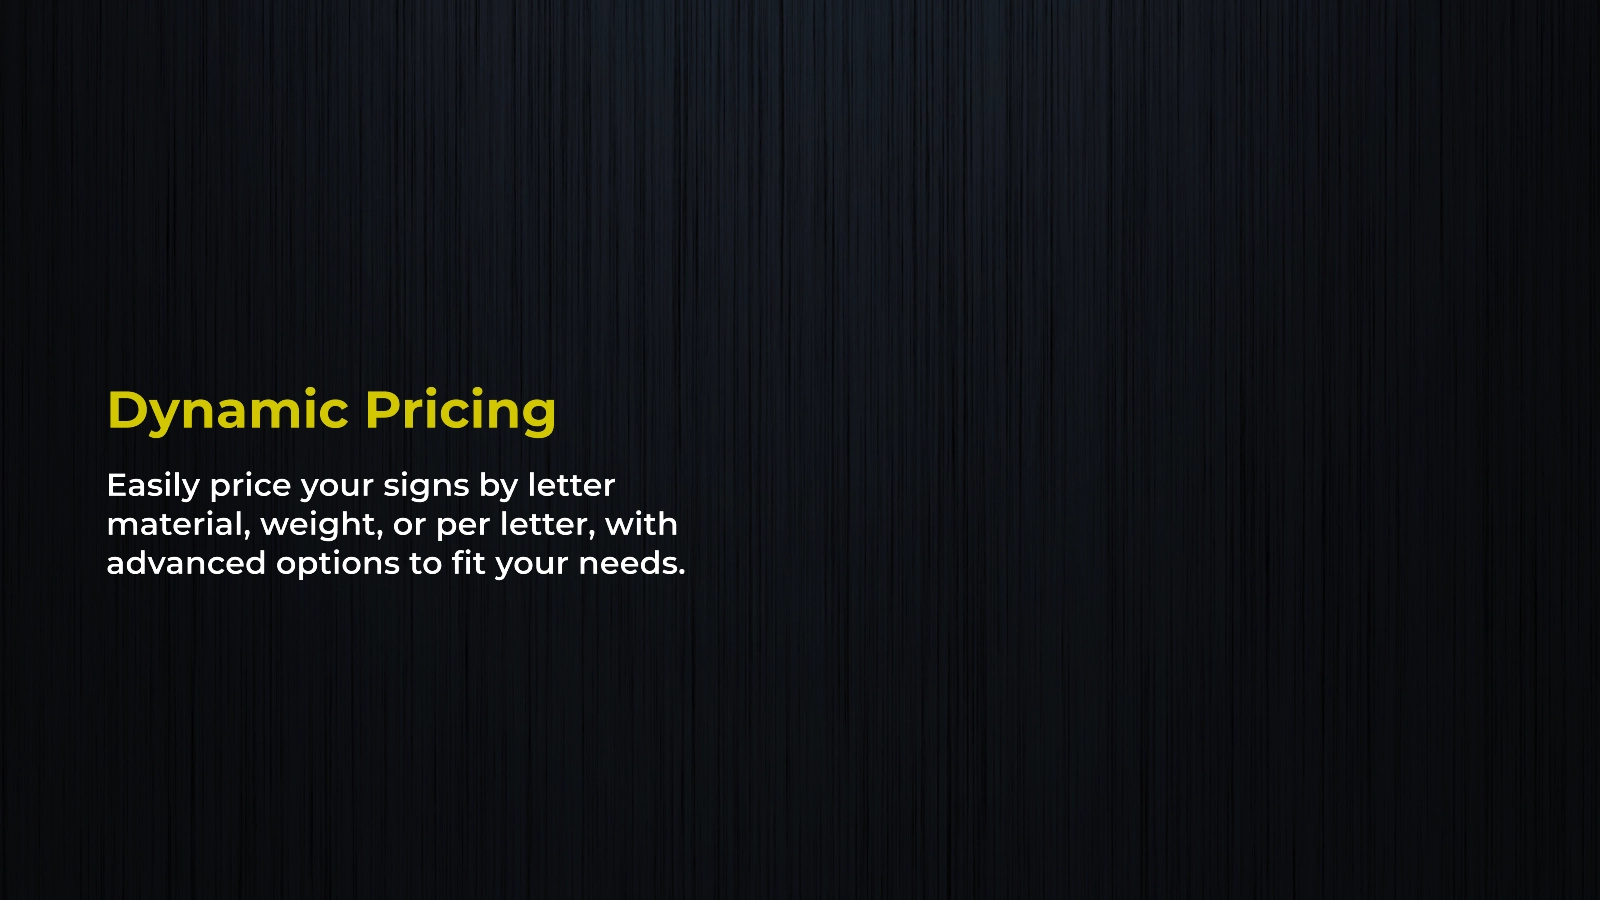 Dynamic Pricing
Easily price your signs by letter
material, weight, or per letter, with
advanced options to fit your needs.